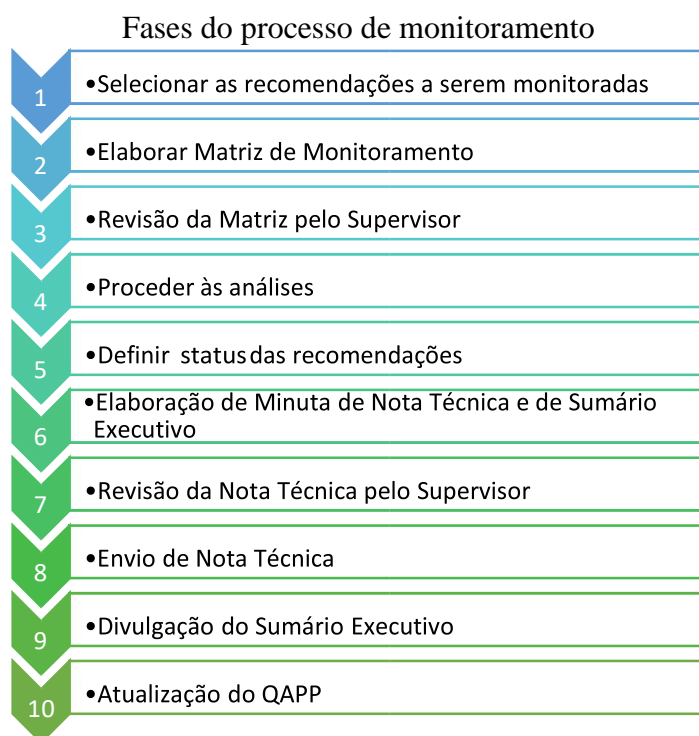 Fases do processo de monitoramento
1
•Selecionar as recomendações a serem monitoradas
2
•Elaborar Matriz de Monitoramento
3
•Revisão da Matriz pelo Supervisor
4
•Proceder às análises
5
•Definir status das recomendações
6
•Elaboração de Minuta de Nota Técnica e de Sumário
Executivo
7
•Revisão da Nota Técnica pelo Supervisor
8
•Envio de Nota Técnica
9
•Divulgação do Sumário Executivo
10
•Atualização do QAPP